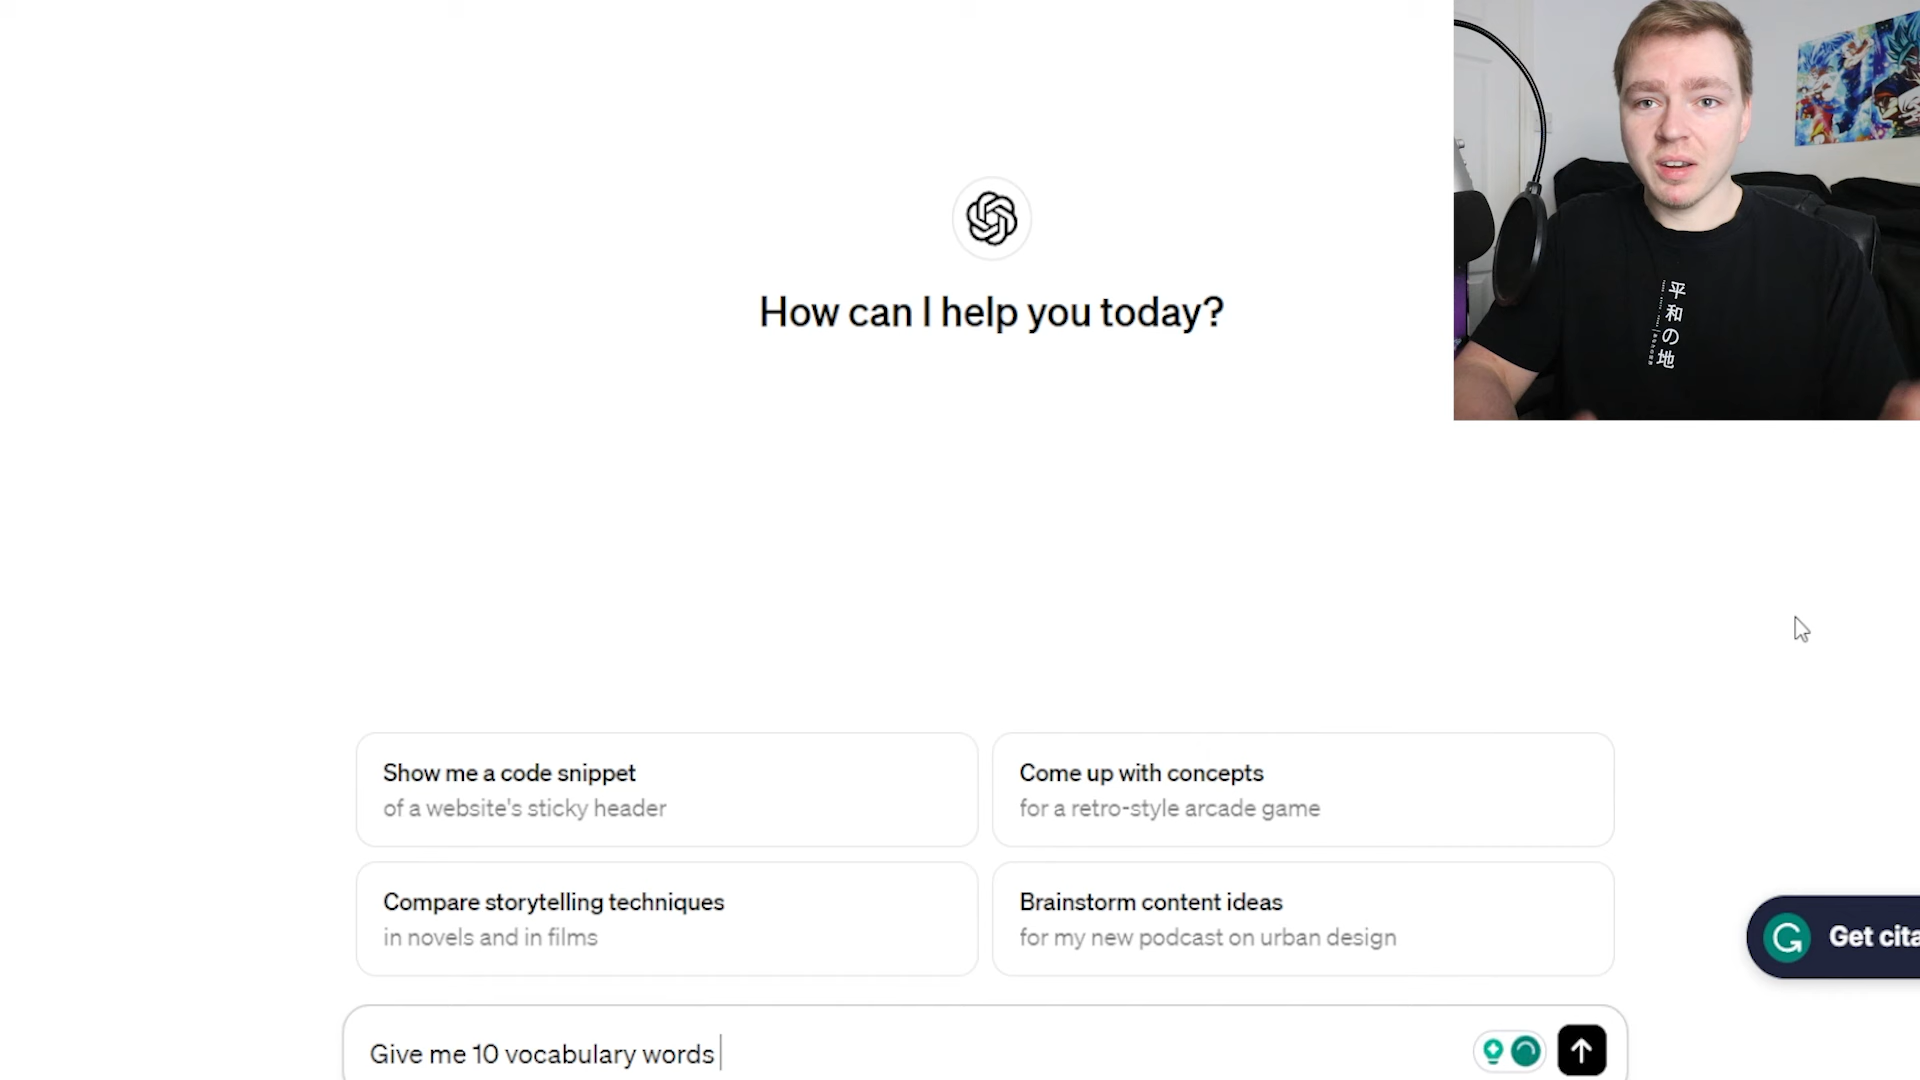 How can I help you today?
平和の地
Show me a code snippet
of a website's sticky header
Come up with concepts
for a retro-style arcade game
Compare storytelling techniques
in novels and in films
Brainstorm content ideas
for my new podcast on urban design
Get cita
Give me 10 vocabulary words